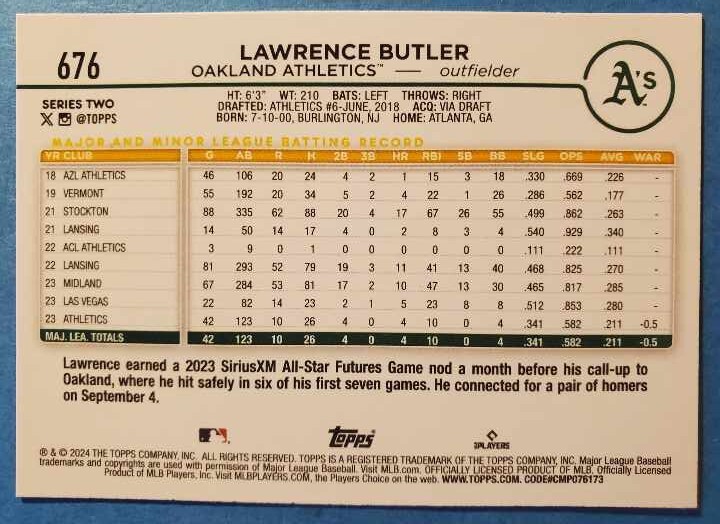 676
LAWRENCE BUTLER
OAKLAND ATHLETICS™ — outfielder
A's
SERIES TWO
@TOPPS
HT: 6'3" WT: 210 BATS: LEFT THROWS: RIGHT
DRAFTED: ATHLETICS #6-JUNE, 2018 ACQ: VIA DRAFT
BORN: 7-10-00, BURLINGTON, NJ HOME: ATLANTA, GA
MAJOR AND MINOR LEAGUE BATTING RECORD
YR CLUB G AB R H 2B 3B HR RBI SB BB SLG OPS AVG WAR
18 AZL ATHLETICS 46 106 20 24 4 2 1 15 3 18 .330 .669 .226 -
19 VERMONT 55 192 20 34 5 2 4 22 1 26 .286 .562 .177 -
21 STOCKTON 88 335 62 88 20 4 17 67 26 55 .499 .862 .263 -
21 LANSING 14 50 14 17 4 0 2 8 3 4 .540 .929 .340 -
22 ACL ATHLETICS 3 9 0 1 0 0 0 0 0 0 .111 .222 .111 -
22 LANSING 81 293 52 79 19 3 11 41 13 40 .468 .825 .270 -
23 MIDLAND 67 284 53 81 17 2 10 47 13 30 .465 .817 .285 -
23 LAS VEGAS 22 82 14 23 2 1 5 23 8 8 .512 .853 .280 -
23 ATHLETICS 42 123 10 26 4 0 4 10 0 4 .341 .582 .211 -0.5
MAJ. LEA. TOTALS 42 123 10 26 4 0 4 10 0 4 .341 .582 .211 -0.5
Lawrence earned a 2023 SiriusXM All-Star Futures Game nod a month before his call-up to
Oakland, where he hit safely in six of his first seven games. He connected for a pair of homers
on September 4.
Topps
PLAYERS
® & © 2024 THE TOPPS COMPANY, INC. ALL RIGHTS RESERVED. TOPPS IS A REGISTERED TRADEMARK OF THE TOPPS COMPANY, INC. Major League Baseball
trademarks and copyrights are used with permission of Major League Baseball. Visit MLB.com. OFFICIALLY LICENSED PRODUCT OF MLB. Officially Licensed
Product of MLB Players, Inc. Visit MLBPLAYERS.COM, the Players Choice on the web. WWW.TOPPS.COM. CODE#CMP076173